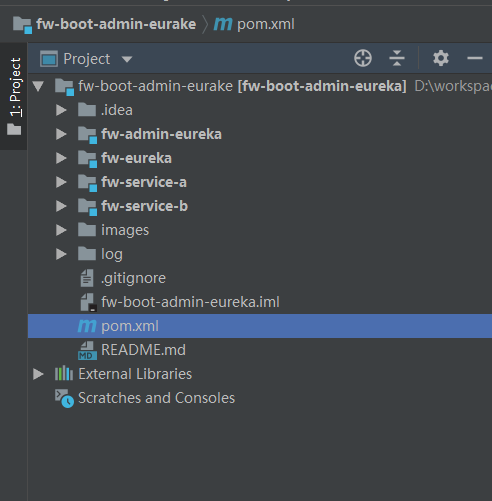 fw-boot-admin-eurake pom.xml
1: Project
Project
fw-boot-admin-eurake [fw-boot-admin-eureka] D:\workspac
.idea
fw-admin-eureka
fw-eureka
fw-service-a
fw-service-b
images
log
.gitignore
fw-boot-admin-eureka.iml
m pom.xml
MD README.md
External Libraries
Scratches and Consoles